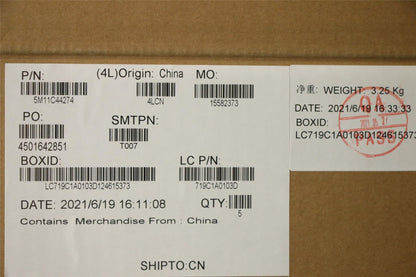 P/N: (4L)Origin: China MO:
5M11C44274 4LCN 15582373
PO: SMTPN:
4501642851 T007
BOXID: LC P/N:
LC719C1A0103D124615373 719C1A0103D
DATE: 2021/6/19 16:11:08 QTY:
5
Contains Merchandise From : China
SHIPTO:CN
净重: WEIGHT: 3.25 Kg
DATE: 2021/6/19 16:33:33
BOXID:
LC719C1A0103D124615373
QA
PASS